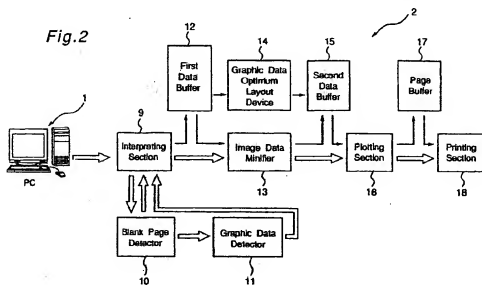 Fig.2
2
12
14
15
17
First
Data
Buffer
Graphic Data
Optimum
Layout
Device
Second
Data
Buffer
Page
Buffer
1
9
PC
Interpreting
Section
Image Data
Minifier
Plotting
Section
Printing
Section
13
16
18
Blank Page
Detector
Graphic Data
Detector
10
11